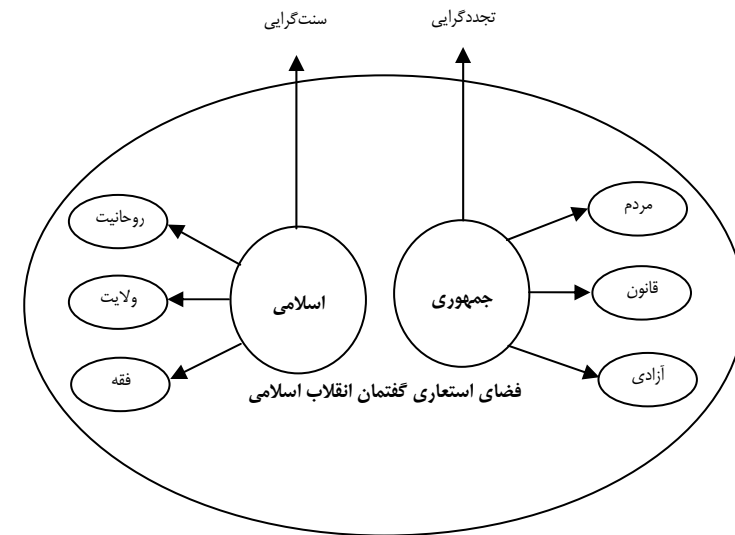 تجددگرایی
سنت‌گرایی
مردم
روحانیت
قانون
جمهوری
اسلامی
ولایت
آزادی
فقه
فضای استعاری گفتمان انقلاب اسلامی